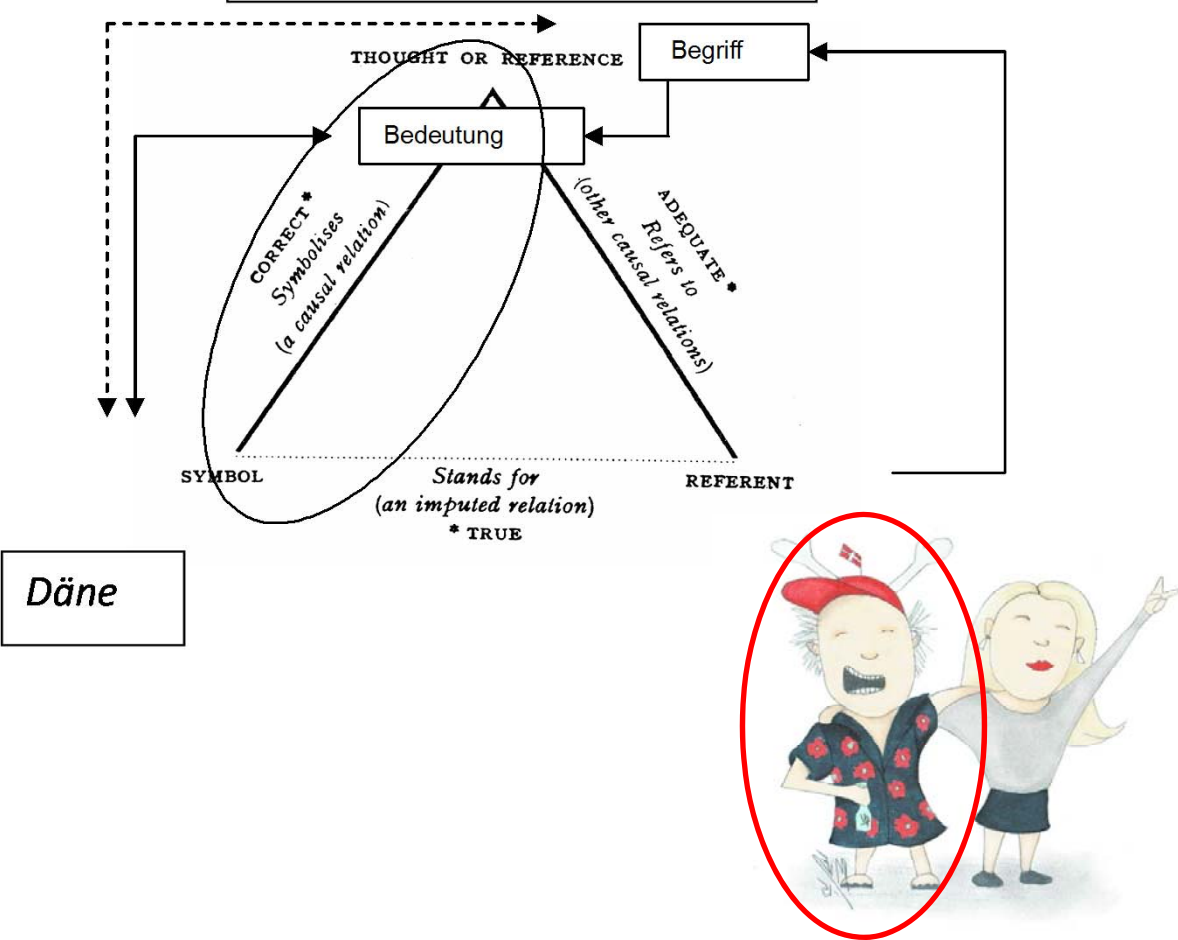 THOUGHT OR REFERENCE
Begriff
Bedeutung
CORRECT *
Symbolises
(a causal relation)
ADEQUATE *
Refers to
(other causal relations)
SYMBOL
Stands for
(an imputed relation)
* TRUE
REFERENT
Däne